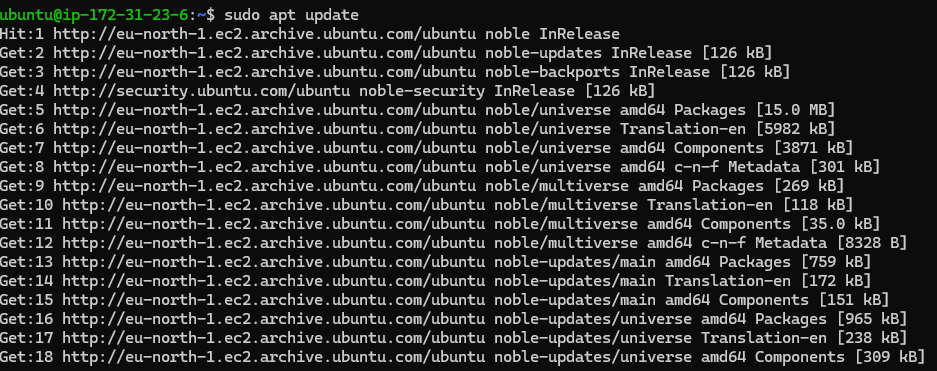 ubuntu@ip-172-31-23-6:~$ sudo apt update
Hit:1 http://eu-north-1.ec2.archive.ubuntu.com/ubuntu noble InRelease
Get:2 http://eu-north-1.ec2.archive.ubuntu.com/ubuntu noble-updates InRelease [126 kB]
Get:3 http://eu-north-1.ec2.archive.ubuntu.com/ubuntu noble-backports InRelease [126 kB]
Get:4 http://security.ubuntu.com/ubuntu noble-security InRelease [126 kB]
Get:5 http://eu-north-1.ec2.archive.ubuntu.com/ubuntu noble/universe amd64 Packages [15.0 MB]
Get:6 http://eu-north-1.ec2.archive.ubuntu.com/ubuntu noble/universe Translation-en [5982 kB]
Get:7 http://eu-north-1.ec2.archive.ubuntu.com/ubuntu noble/universe amd64 Components [3871 kB]
Get:8 http://eu-north-1.ec2.archive.ubuntu.com/ubuntu noble/universe amd64 c-n-f Metadata [301 kB]
Get:9 http://eu-north-1.ec2.archive.ubuntu.com/ubuntu noble/multiverse amd64 Packages [269 kB]
Get:10 http://eu-north-1.ec2.archive.ubuntu.com/ubuntu noble/multiverse Translation-en [118 kB]
Get:11 http://eu-north-1.ec2.archive.ubuntu.com/ubuntu noble/multiverse amd64 Components [35.0 kB]
Get:12 http://eu-north-1.ec2.archive.ubuntu.com/ubuntu noble/multiverse amd64 c-n-f Metadata [8328 B]
Get:13 http://eu-north-1.ec2.archive.ubuntu.com/ubuntu noble-updates/main amd64 Packages [759 kB]
Get:14 http://eu-north-1.ec2.archive.ubuntu.com/ubuntu noble-updates/main Translation-en [172 kB]
Get:15 http://eu-north-1.ec2.archive.ubuntu.com/ubuntu noble-updates/main amd64 Components [151 kB]
Get:16 http://eu-north-1.ec2.archive.ubuntu.com/ubuntu noble-updates/universe amd64 Packages [965 kB]
Get:17 http://eu-north-1.ec2.archive.ubuntu.com/ubuntu noble-updates/universe Translation-en [238 kB]
Get:18 http://eu-north-1.ec2.archive.ubuntu.com/ubuntu noble-updates/universe amd64 Components [309 kB]